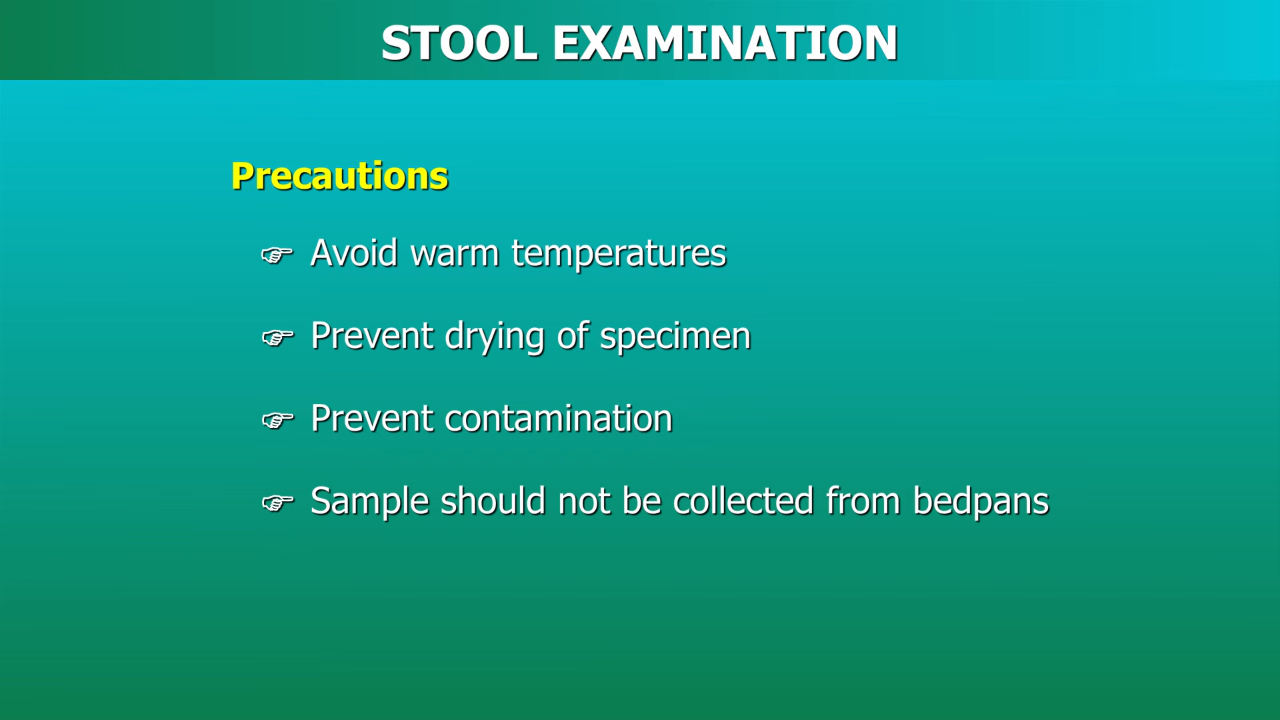 STOOL EXAMINATION
Precautions
☞ Avoid warm temperatures
☞ Prevent drying of specimen
☞ Prevent contamination
☞ Sample should not be collected from bedpans